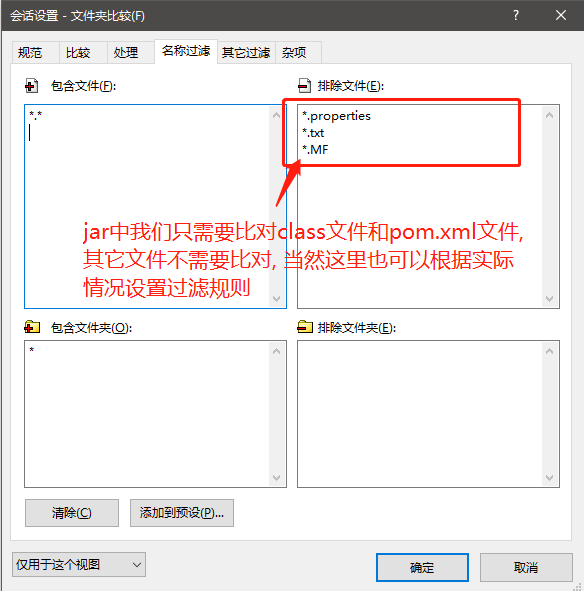 会话设置 - 文件夹比较(F)
规范 比较 处理 名称过滤 其它过滤 杂项
包含文件(F):
*.*
排除文件(E):
*.properties
*.txt
*.MF
jar中我们只需要比对class文件和pom.xml文件,
其它文件不需要比对, 当然这里也可以根据实际
情况设置过滤规则
包含文件夹(O):
*
排除文件夹(E):
清除(C) 添加到预设(P)...
仅用于这个视图 确定 取消